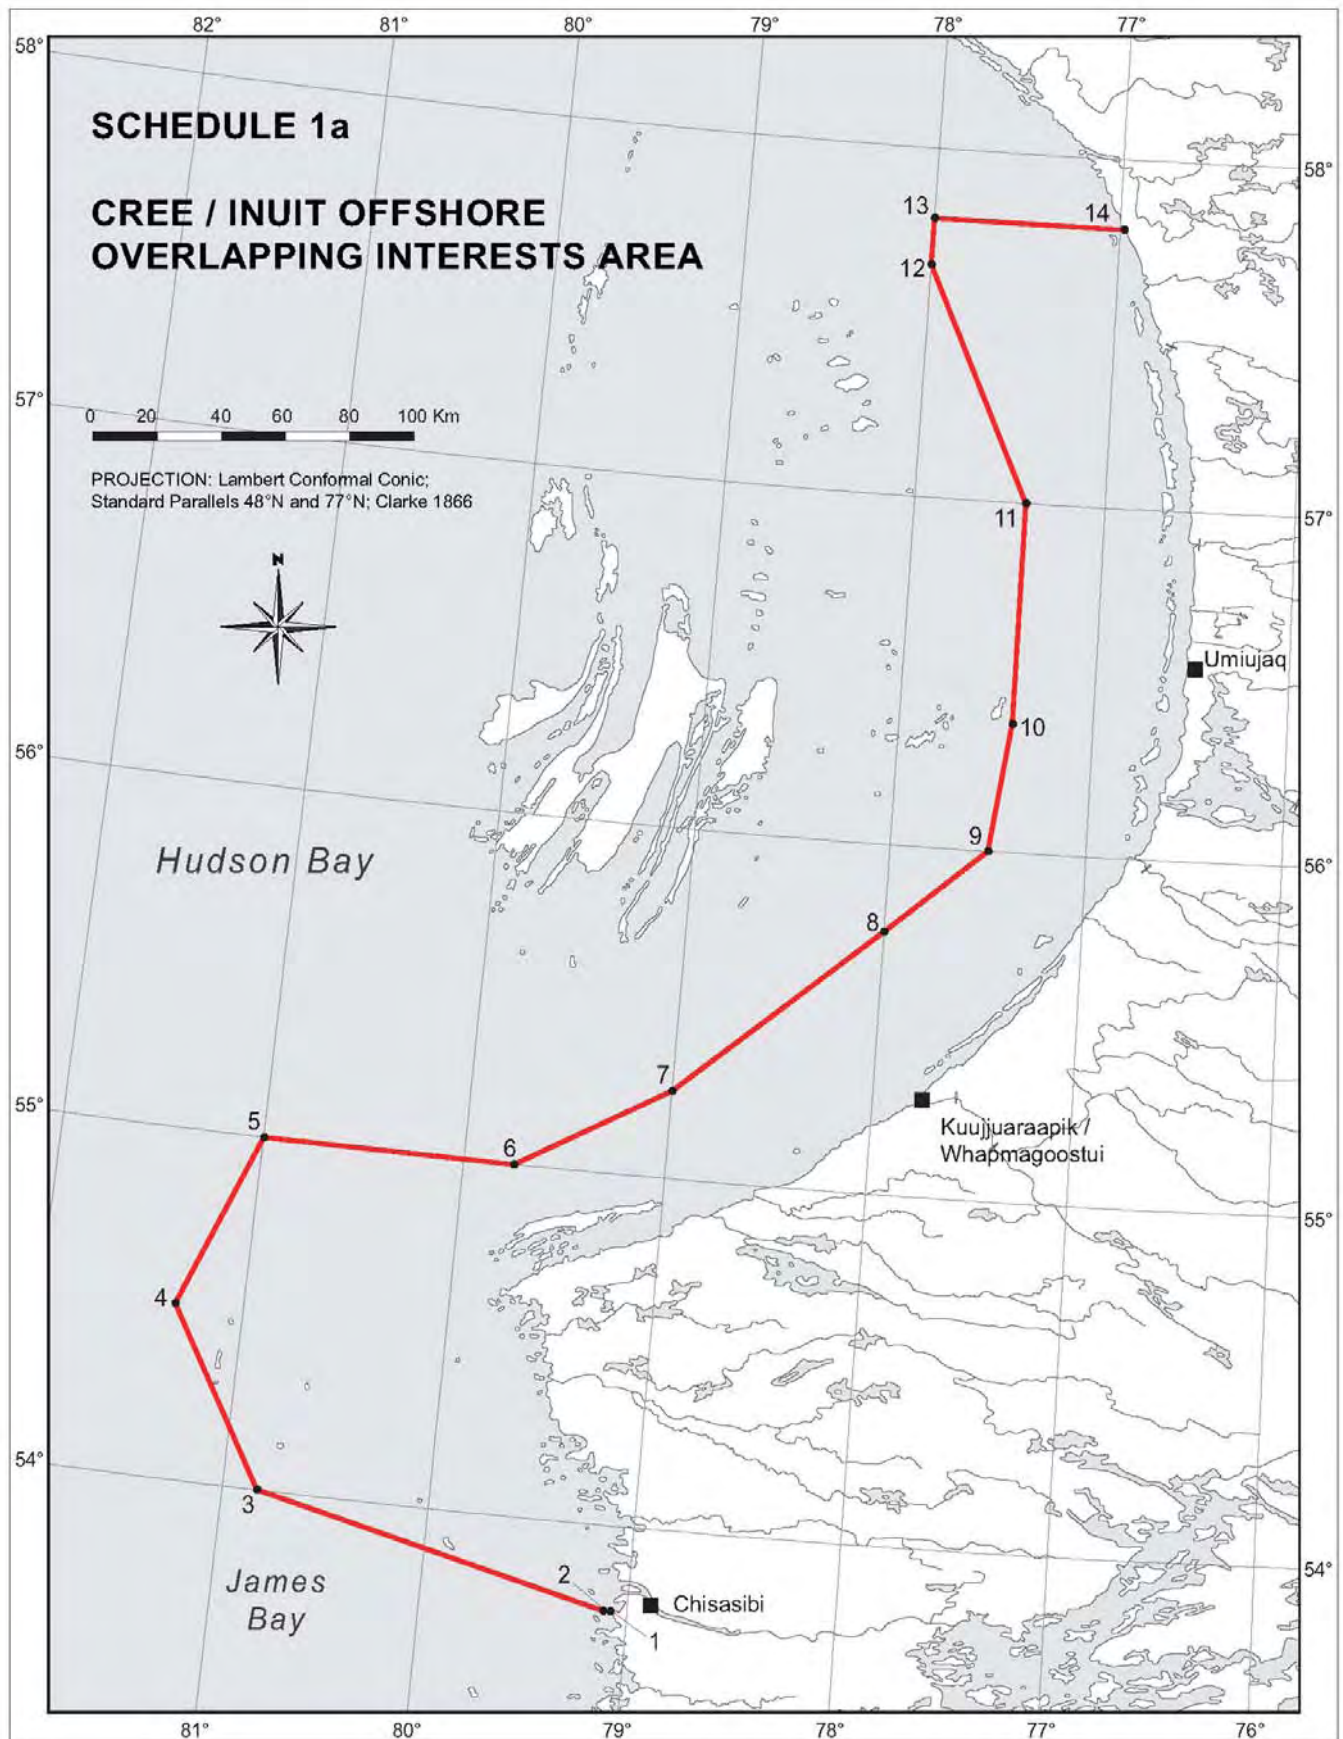 82° 81° 80° 79° 78° 77°
58°
SCHEDULE 1a
58°
CREE / INUIT OFFSHORE
OVERLAPPING INTERESTS AREA
13 14
12
57°
0 20 40 60 80 100 Km
PROJECTION: Lambert Conformal Conic;
Standard Parallels 48°N and 77°N; Clarke 1866
11
57°
N
Umiujaq
10
56°
9
Hudson Bay
56°
8
7
55°
5
Kuujjuaraapik /
Whapmagoostui
6
55°
4
54°
3
James
Bay
2
54°
Chisasibi
1
81° 80° 79° 78° 77° 76°